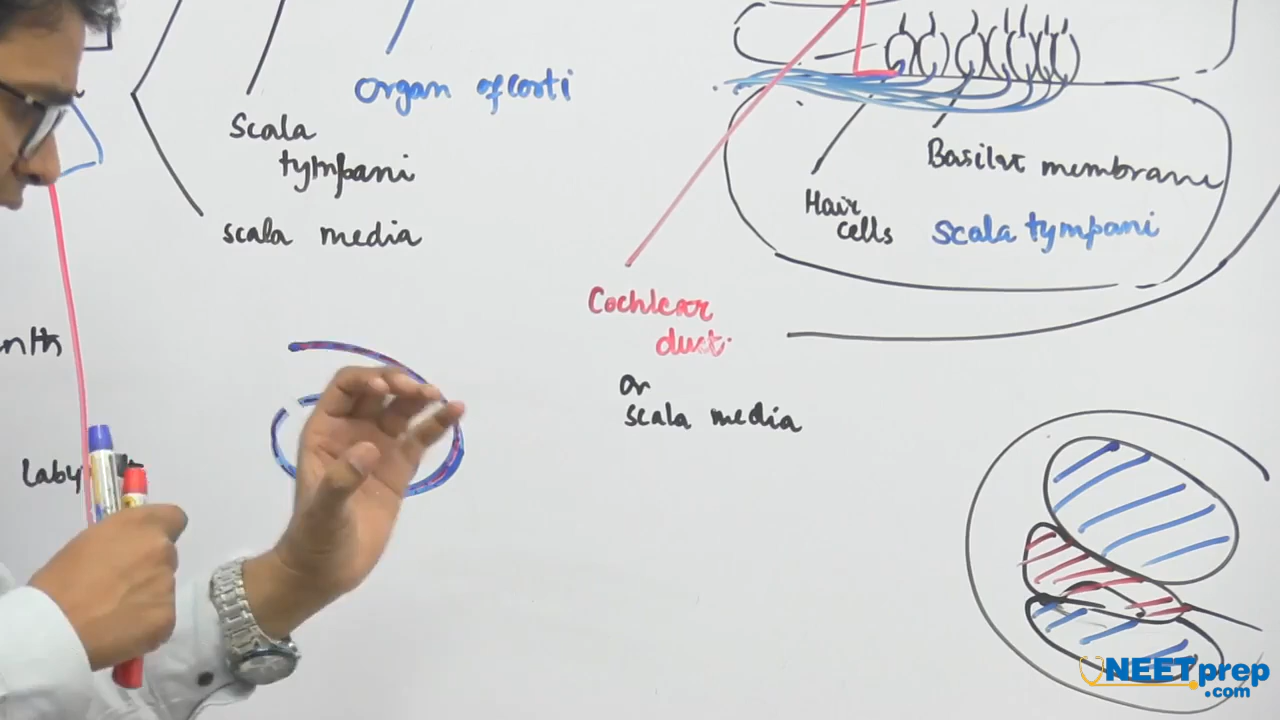 Organ of corti
Scala
tympani
scala media
Basilar membrane
Hair
cells
Scala tympani
Cochlear
duct
Or
scala media
NEETprep
.com